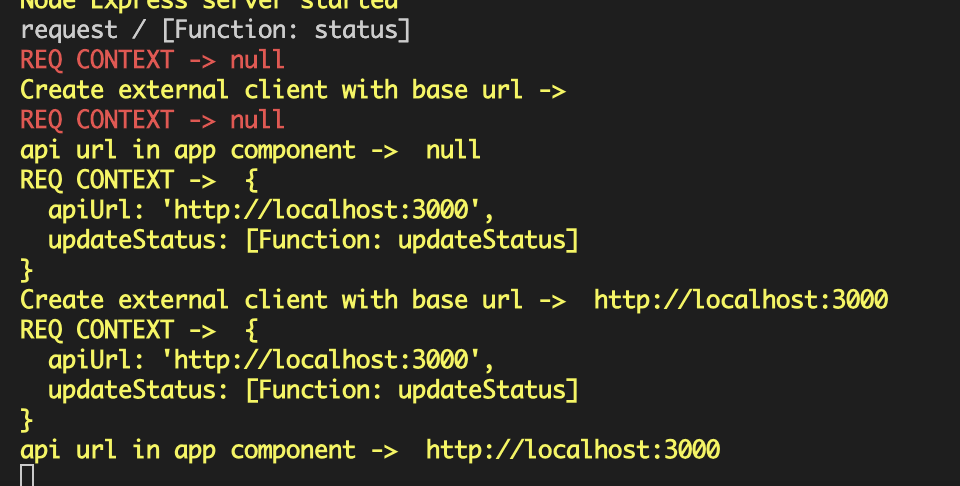 Node Express server started
request / [Function: status]
REQ CONTEXT -> null
Create external client with base url ->
REQ CONTEXT -> null
api url in app component ->  null
REQ CONTEXT ->  {
  apiUrl: 'http://localhost:3000',
  updateStatus: [Function: updateStatus]
}
Create external client with base url ->  http://localhost:3000
REQ CONTEXT ->  {
  apiUrl: 'http://localhost:3000',
  updateStatus: [Function: updateStatus]
}
api url in app component ->  http://localhost:3000